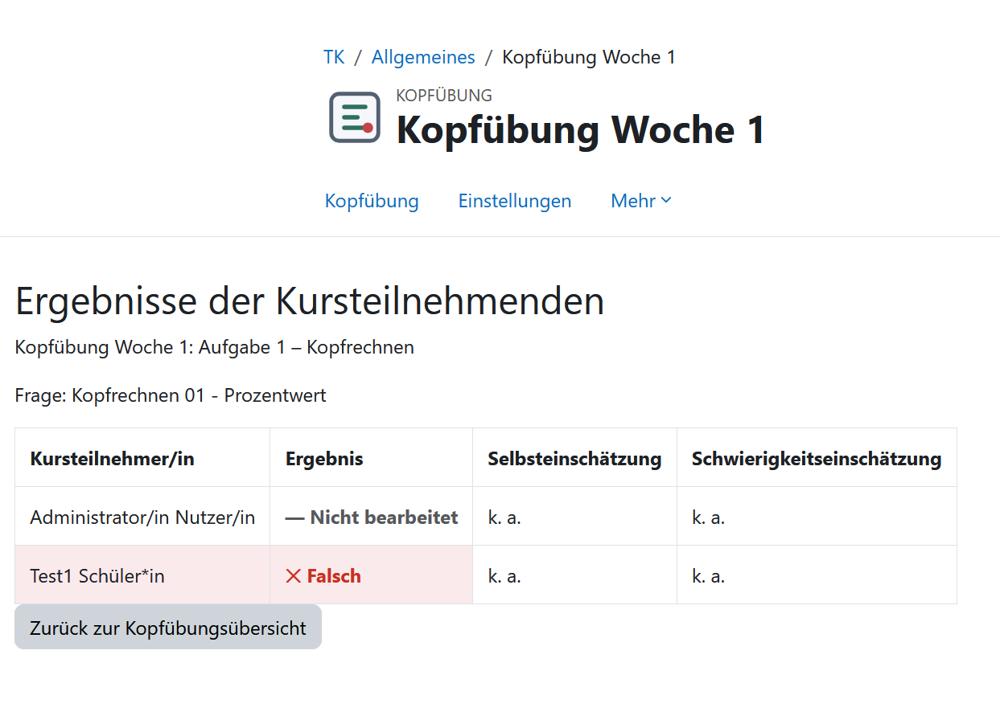 TK / Allgemeines / Kopfübung Woche 1
KOPFÜBUNG
Kopfübung Woche 1
Kopfübung Einstellungen Mehr
Ergebnisse der Kursteilnehmenden
Kopfübung Woche 1: Aufgabe 1 – Kopfrechnen
Frage: Kopfrechnen 01 - Prozentwert
Kursteilnehmer/in Ergebnis Selbsteinschätzung Schwierigkeitseinschätzung
Administrator/in Nutzer/in — Nicht bearbeitet k. a. k. a.
Test1 Schüler*in ✕ Falsch k. a. k. a.
Zurück zur Kopfübungsübersicht